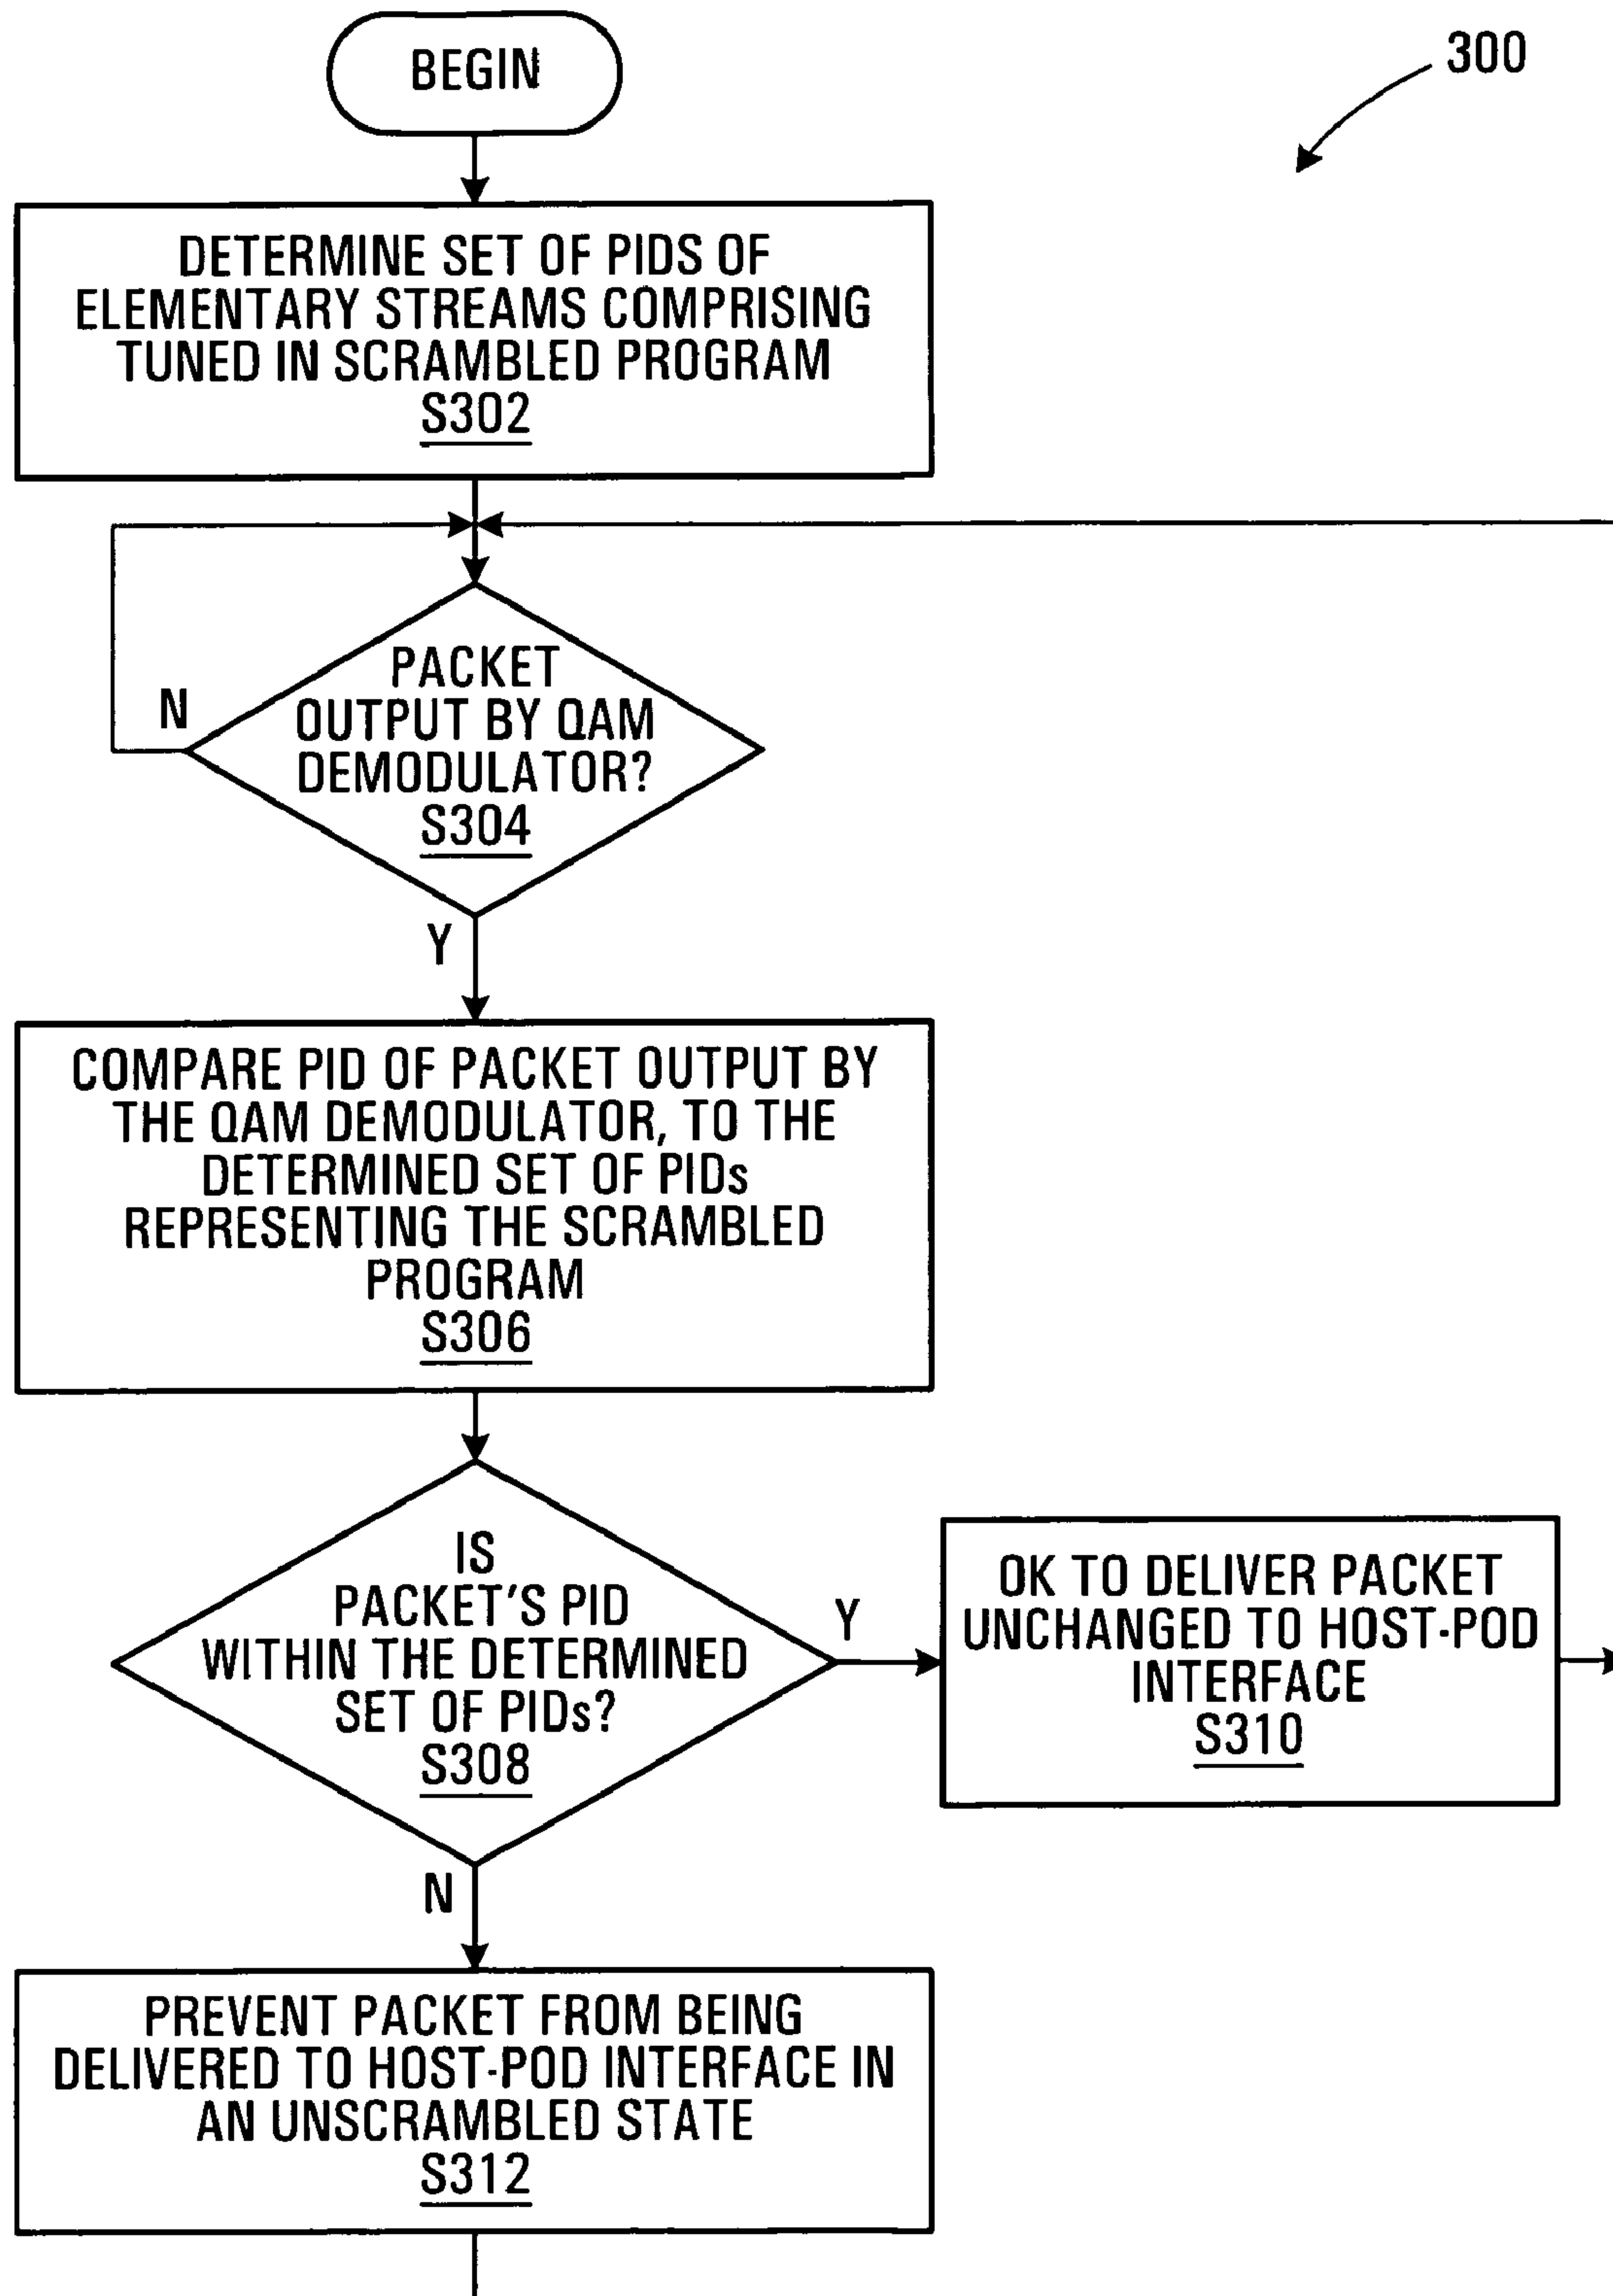 BEGIN
300
DETERMINE SET OF PIDS OF
ELEMENTARY STREAMS COMPRISING
TUNED IN SCRAMBLED PROGRAM
S302
PACKET
OUTPUT BY QAM
DEMODULATOR?
S304
N
Y
COMPARE PID OF PACKET OUTPUT BY
THE QAM DEMODULATOR, TO THE
DETERMINED SET OF PIDs
REPRESENTING THE SCRAMBLED
PROGRAM
S306
IS
PACKET'S PID
WITHIN THE DETERMINED
SET OF PIDs?
S308
Y
OK TO DELIVER PACKET
UNCHANGED TO HOST-POD
INTERFACE
S310
N
PREVENT PACKET FROM BEING
DELIVERED TO HOST-POD INTERFACE IN
AN UNSCRAMBLED STATE
S312